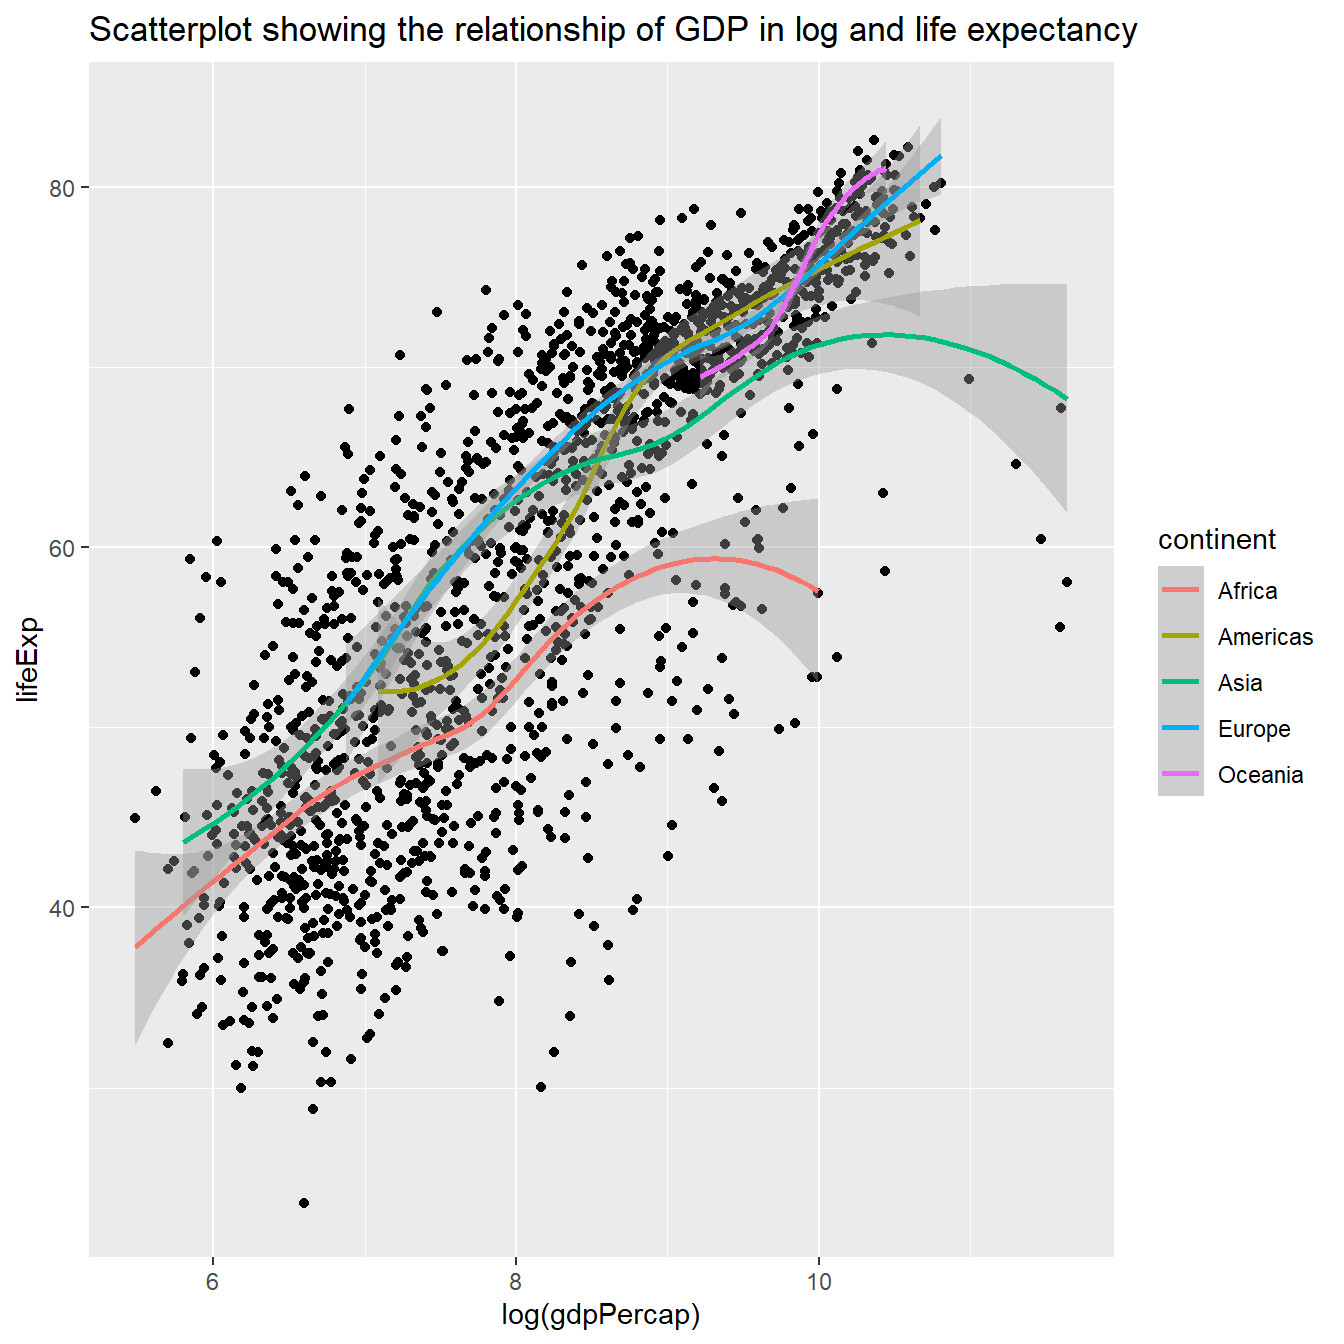 Scatterplot showing the relationship of GDP in log and life expectancy
80
60
40
lifeExp
6
8
10
log(gdpPercap)
continent
Africa
Americas
Asia
Europe
Oceania